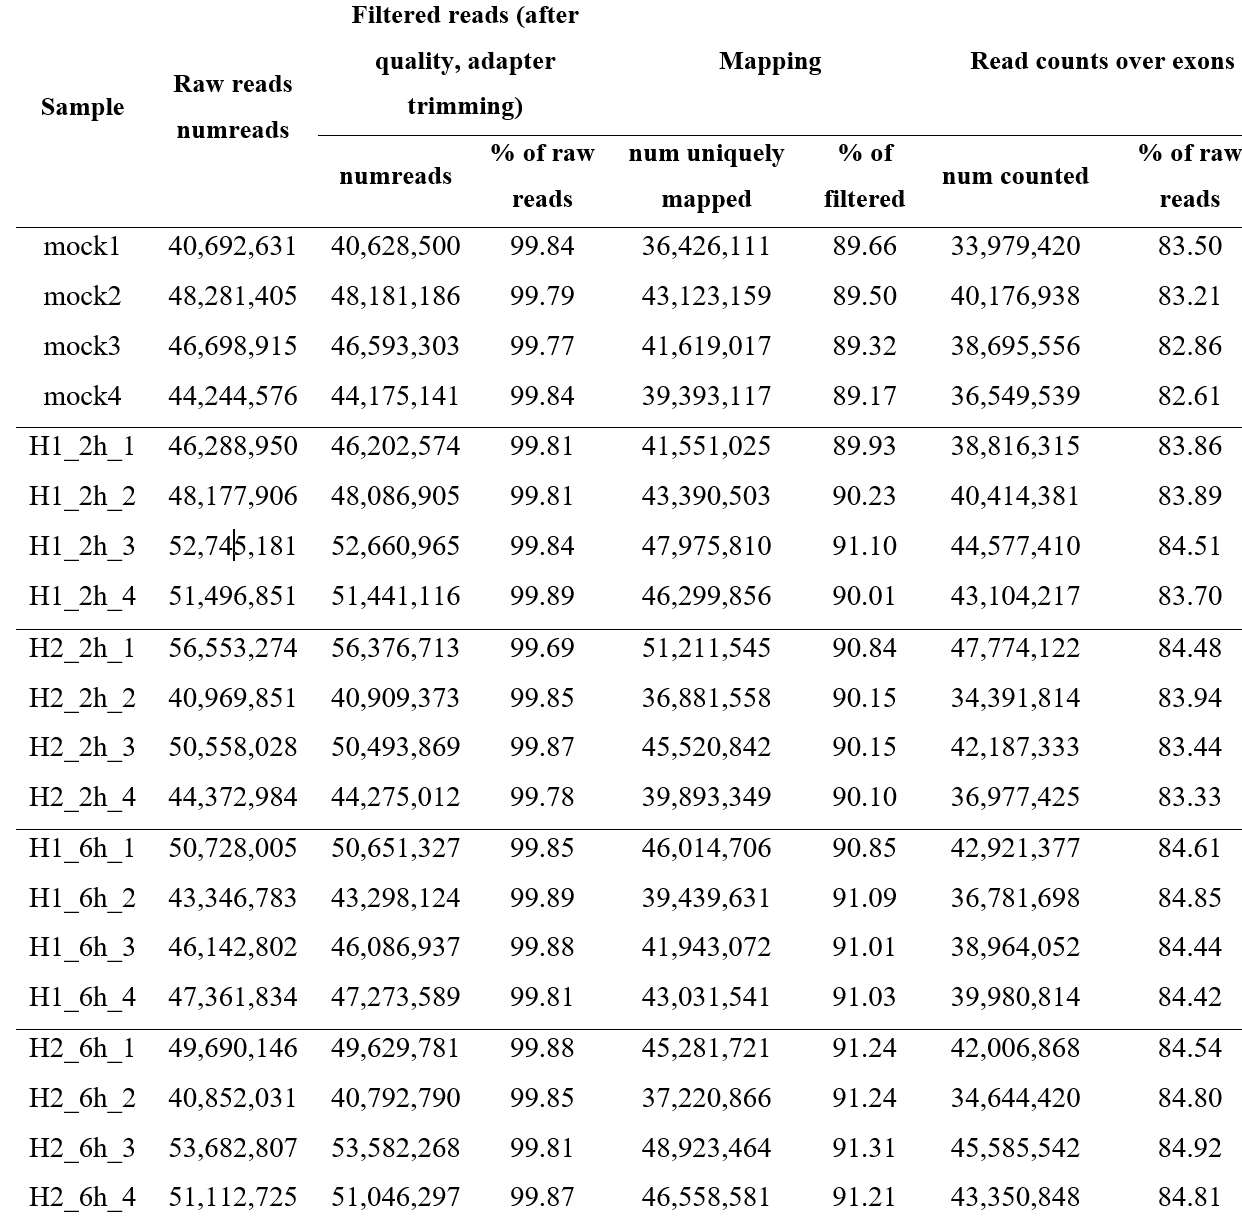 Sample Raw reads numreads Filtered reads (after quality, adapter trimming) Mapping Read counts over exons
numreads % of raw reads num uniquely mapped % of filtered num counted % of raw reads
mock1 40,692,631 40,628,500 99.84 36,426,111 89.66 33,979,420 83.50
mock2 48,281,405 48,181,186 99.79 43,123,159 89.50 40,176,938 83.21
mock3 46,698,915 46,593,303 99.77 41,619,017 89.32 38,695,556 82.86
mock4 44,244,576 44,175,141 99.84 39,393,117 89.17 36,549,539 82.61
H1_2h_1 46,288,950 46,202,574 99.81 41,551,025 89.93 38,816,315 83.86
H1_2h_2 48,177,906 48,086,905 99.81 43,390,503 90.23 40,414,381 83.89
H1_2h_3 52,745,181 52,660,965 99.84 47,975,810 91.10 44,577,410 84.51
H1_2h_4 51,496,851 51,441,116 99.89 46,299,856 90.01 43,104,217 83.70
H2_2h_1 56,553,274 56,376,713 99.69 51,211,545 90.84 47,774,122 84.48
H2_2h_2 40,969,851 40,909,373 99.85 36,881,558 90.15 34,391,814 83.94
H2_2h_3 50,558,028 50,493,869 99.87 45,520,842 90.15 42,187,333 83.44
H2_2h_4 44,372,984 44,275,012 99.78 39,893,349 90.10 36,977,425 83.33
H1_6h_1 50,728,005 50,651,327 99.85 46,014,706 90.85 42,921,377 84.61
H1_6h_2 43,346,783 43,298,124 99.89 39,439,631 91.09 36,781,698 84.85
H1_6h_3 46,142,802 46,086,937 99.88 41,943,072 91.01 38,964,052 84.44
H1_6h_4 47,361,834 47,273,589 99.81 43,031,541 91.03 39,980,814 84.42
H2_6h_1 49,690,146 49,629,781 99.88 45,281,721 91.24 42,006,868 84.54
H2_6h_2 40,852,031 40,792,790 99.85 37,220,866 91.24 34,644,420 84.80
H2_6h_3 53,682,807 53,582,268 99.81 48,923,464 91.31 45,585,542 84.92
H2_6h_4 51,112,725 51,046,297 99.87 46,558,581 91.21 43,350,848 84.81